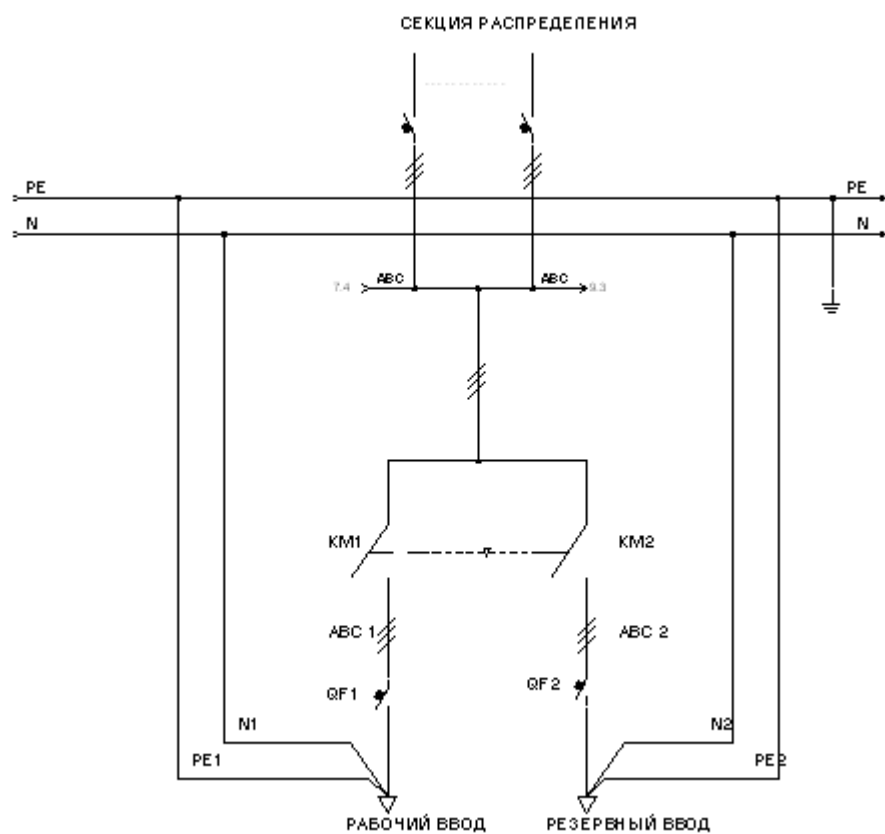 СЕКЦИЯ РАСПРЕДЕЛЕНИЯ
PE PE
N N
7.4 ABC ABC 9.3
KM1 KM2
ABC 1 ABC 2
QF1 QF2
N1 N2
PE1 PE2
РАБОЧИЙ ВВОД РЕЗЕРВНЫЙ ВВОД